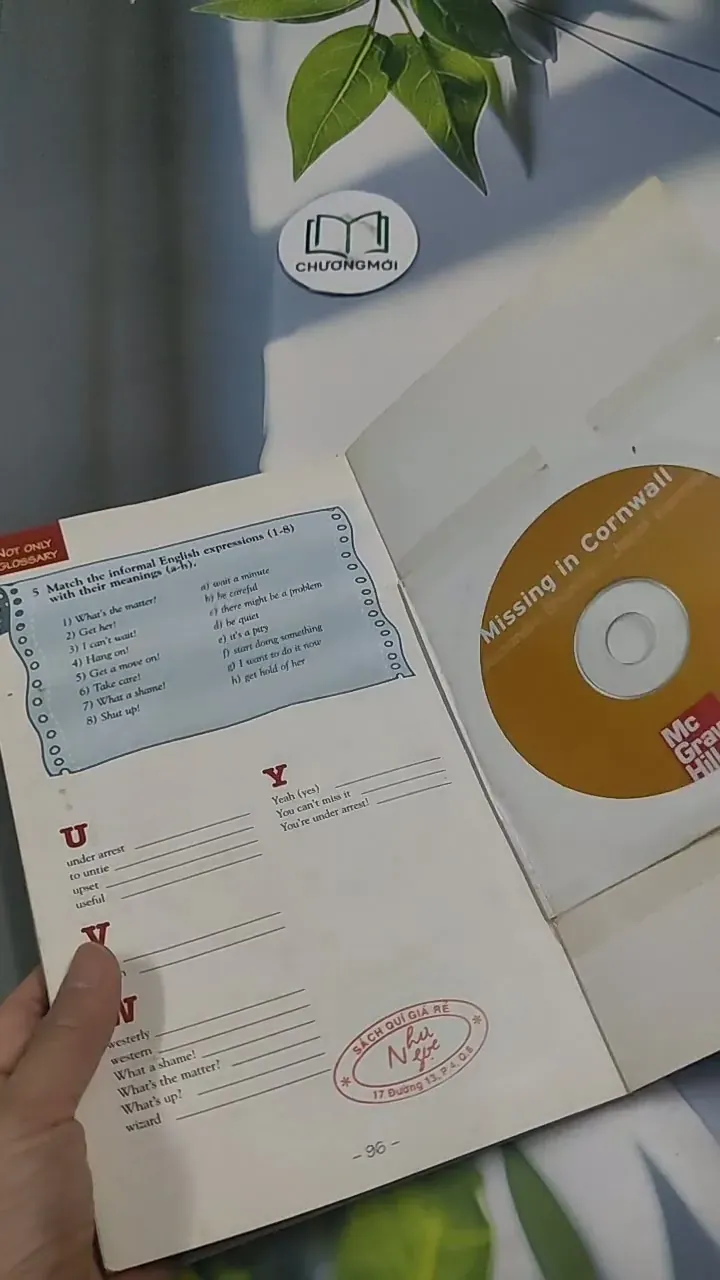 CHƯƠNGMỚI
NOT ONLY
GLOSSARY
5 Match the informal English expressions (1-8)
with their meanings (a-h).
1) What's the matter!
2) Get her!
3) I can't wait!
4) Hang on!
5) Get a move on!
6) Take care!
7) What a shame!
8) Shut up!
a) wait a minute
b) be careful
c) there might be a problem
d) be quiet
e) it's a pity
f) start doing something
g) I want to do it now
h) get hold of her
U
under arrest
to untie
upset
useful
V
W
westerly
western
What a shame!
What's the matter?
What's up?
wizard
Y
Yeah (yes)
You can't miss it
You're under arrest!
SÁCH QUÍ GIÁ RẺ
Như
17 Đường 13, P.4, Q.8
- 96 -
Missing in Cornwall
Mc
Graw
Hill